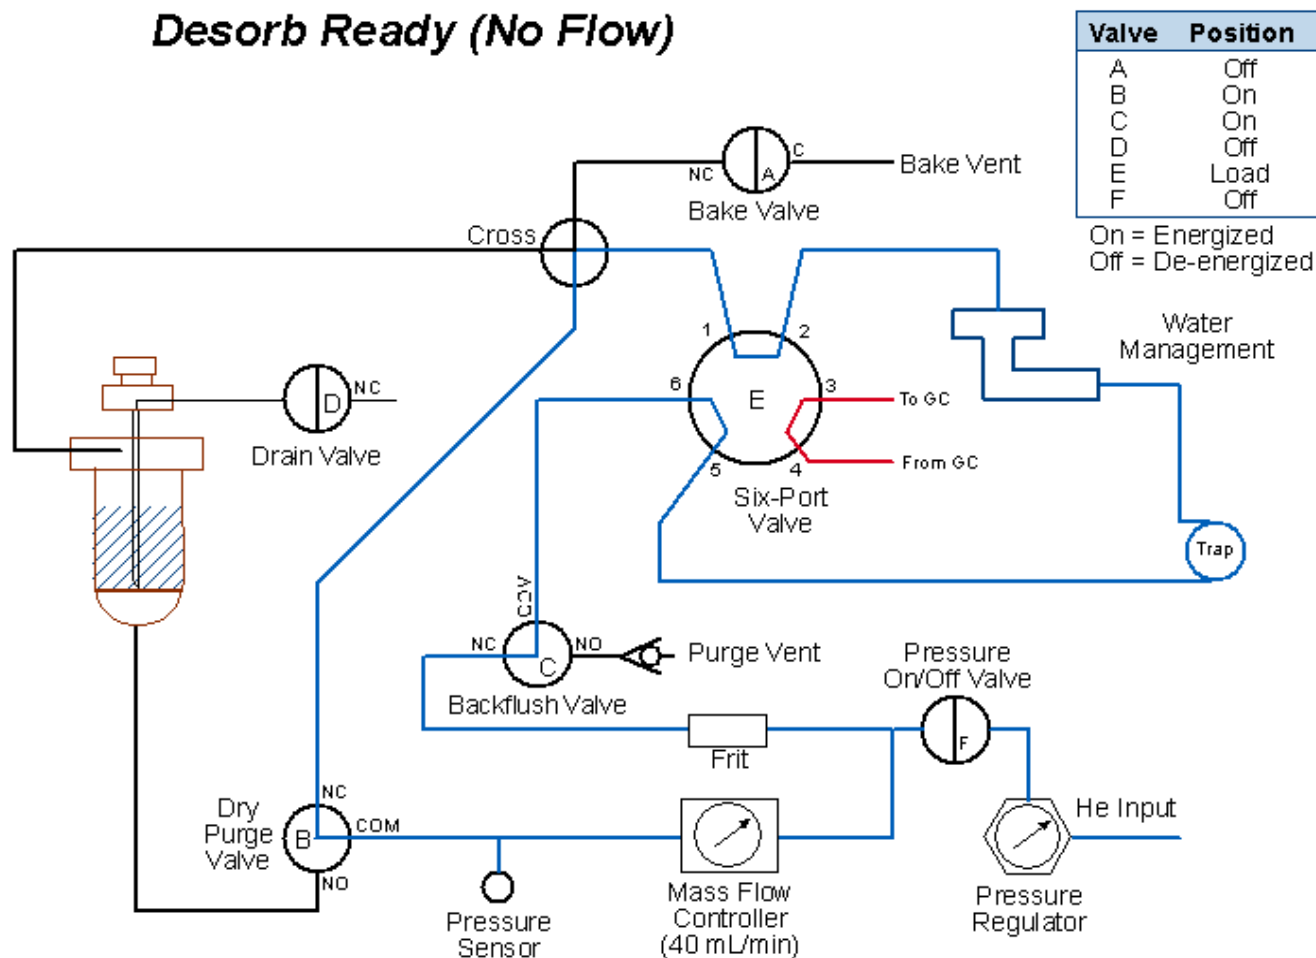 Desorb Ready (No Flow)
Valve Position
A Off
B On
C On
D Off
E Load
F Off
On = Energized
Off = De-energized
C
NC
A
Bake Vent
Bake Valve
Cross
1
2
Water
Management
6
E
3
To GC
D
NC
Drain Valve
From GC
5
4
Six-Port
Valve
Trap
NC
NO
C
Purge Vent
Backflush Valve
Pressure
On/Off Valve
F
Frit
NC
Dry
Purge
Valve
B
COM
NO
He Input
Pressure
Sensor
Mass Flow
Controller
(40 mL/min)
Pressure
Regulator